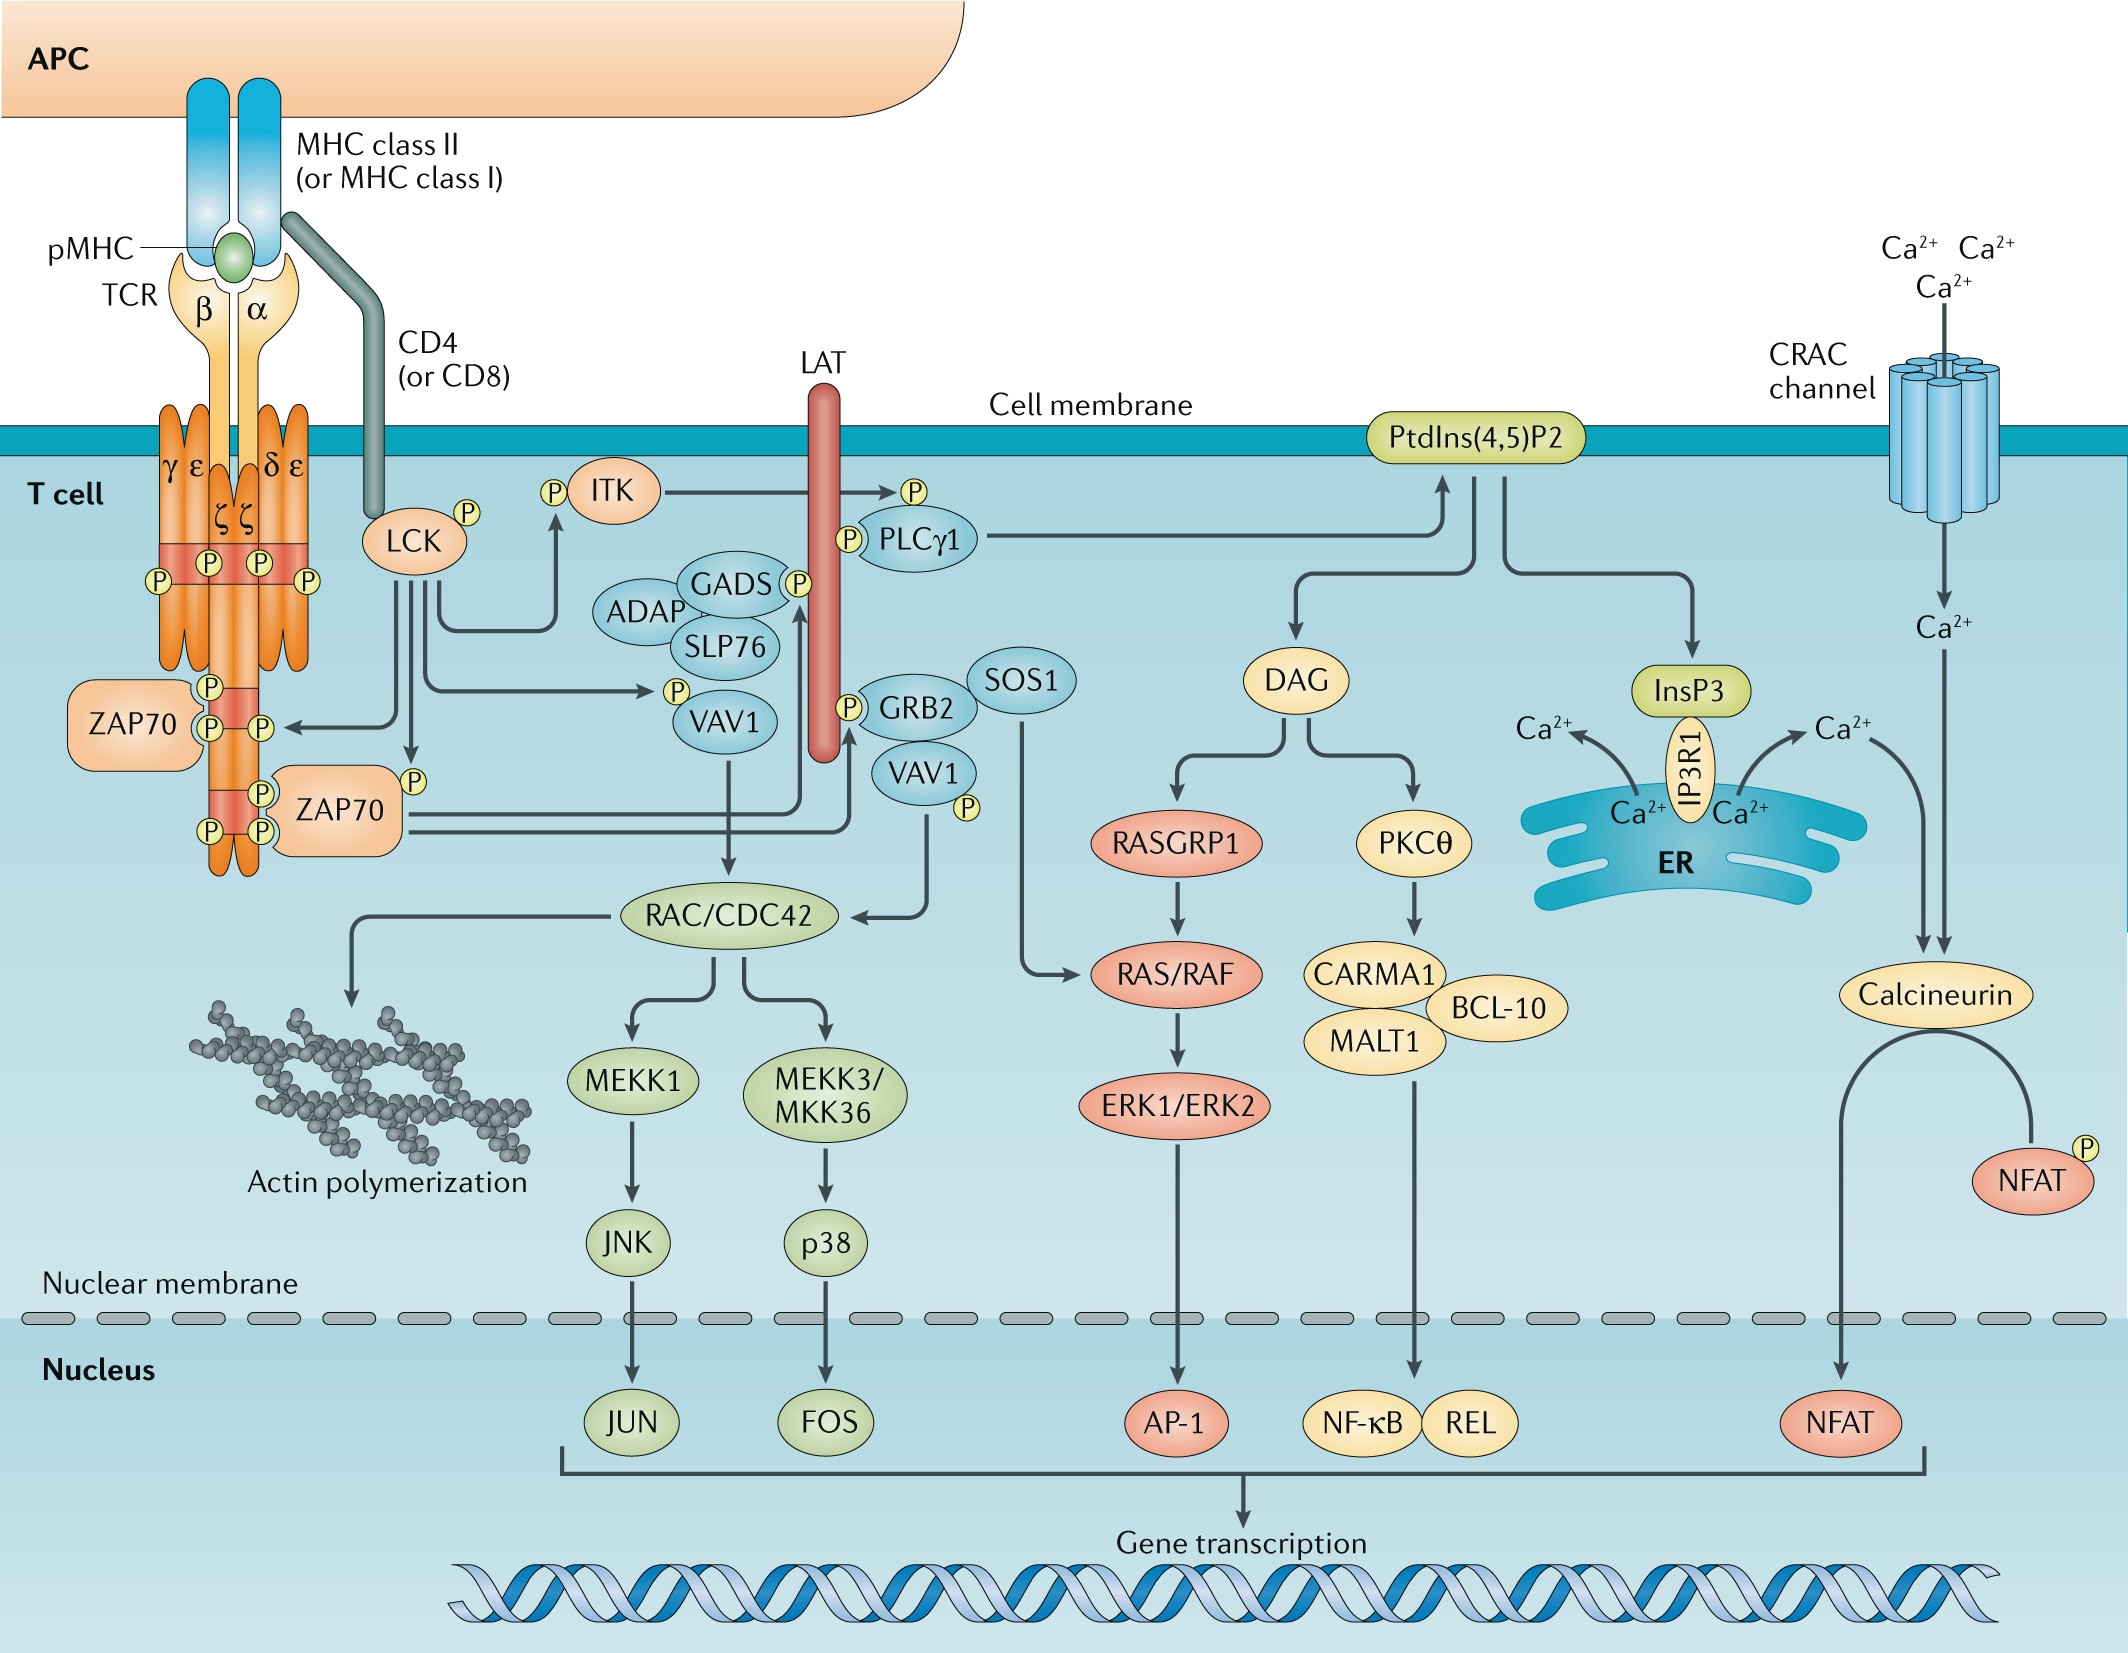 APC
MHC class II
(or MHC class I)
pMHC
TCR
β
α
CD4
(or CD8)
LAT
Cell membrane
PtdIns(4,5)P2
Ca²⁺
Ca²⁺
Ca²⁺
CRAC
channel
T cell
γ
ε
δ
ε
ζ
ζ
P
P
P
P
LCK
P
P
ITK
P
P
PLCγ1
GADS
P
ADAP
SLP76
Ca²⁺
P
VAV1
P
GRB2
SOS1
VAV1
P
DAG
InsP3
IP3R1
Ca²⁺
Ca²⁺
Ca²⁺
Ca²⁺
ER
ZAP70
P
P
P
P
P
P
ZAP70
P
RASGRP1
PKCθ
RAC/CDC42
RAS/RAF
CARMA1
BCL-10
MALT1
Calcineurin
MEKK1
MEKK3/
MKK36
ERK1/ERK2
P
NFAT
Actin polymerization
JNK
p38
Nuclear membrane
Nucleus
JUN
FOS
AP-1
NF-κB
REL
NFAT
Gene transcription